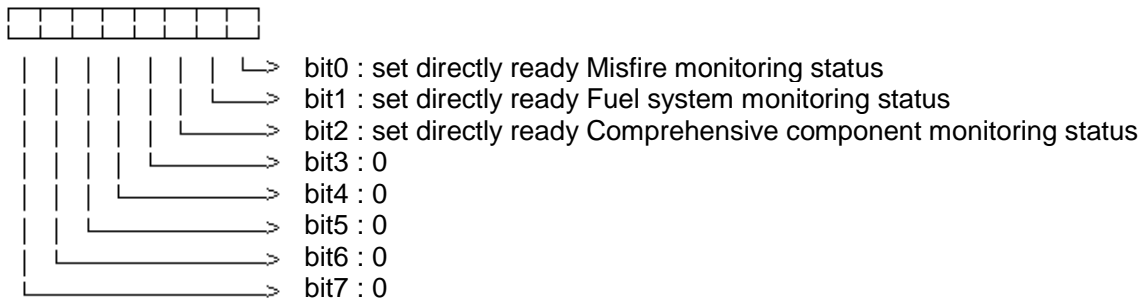 bit0 : set directly ready Misfire monitoring status
bit1 : set directly ready Fuel system monitoring status
bit2 : set directly ready Comprehensive component monitoring status
bit3 : 0
bit4 : 0
bit5 : 0
bit6 : 0
bit7 : 0